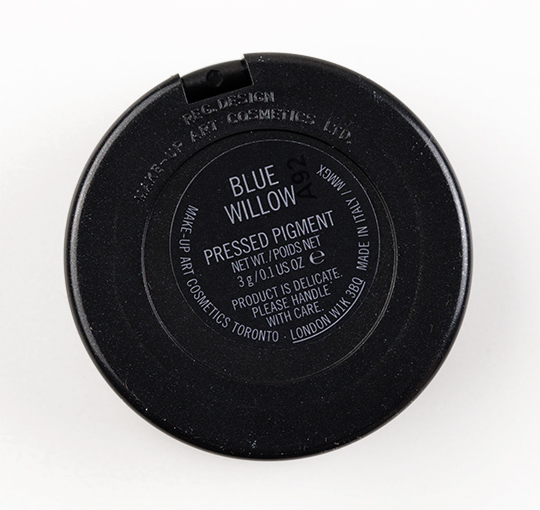 REG.DESIGN
MAKE-UP ART COSMETICS LTD.
A92
BLUE
WILLOW
PRESSED PIGMENT
NET WT./POIDS NET
3 g/0.1 US OZ ℮
PRODUCT IS DELICATE.
PLEASE HANDLE
WITH CARE.
MAKE-UP ART COSMETICS TORONTO · LONDON W1K 3BQ MADE IN ITALY / MMGX